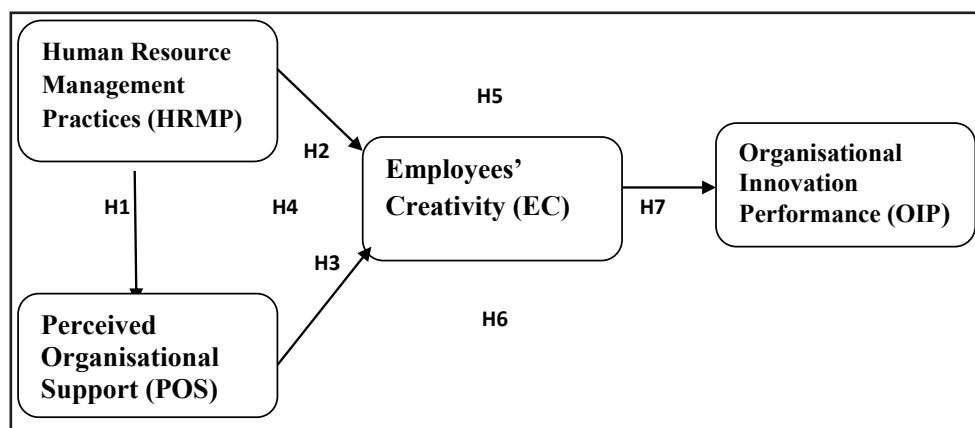 Human Resource
Management
Practices (HRMP)
H5
H2
Employees’
Creativity (EC)
Organisational
Innovation
Performance (OIP)
H1
H4
H7
H3
H6
Perceived
Organisational
Support (POS)